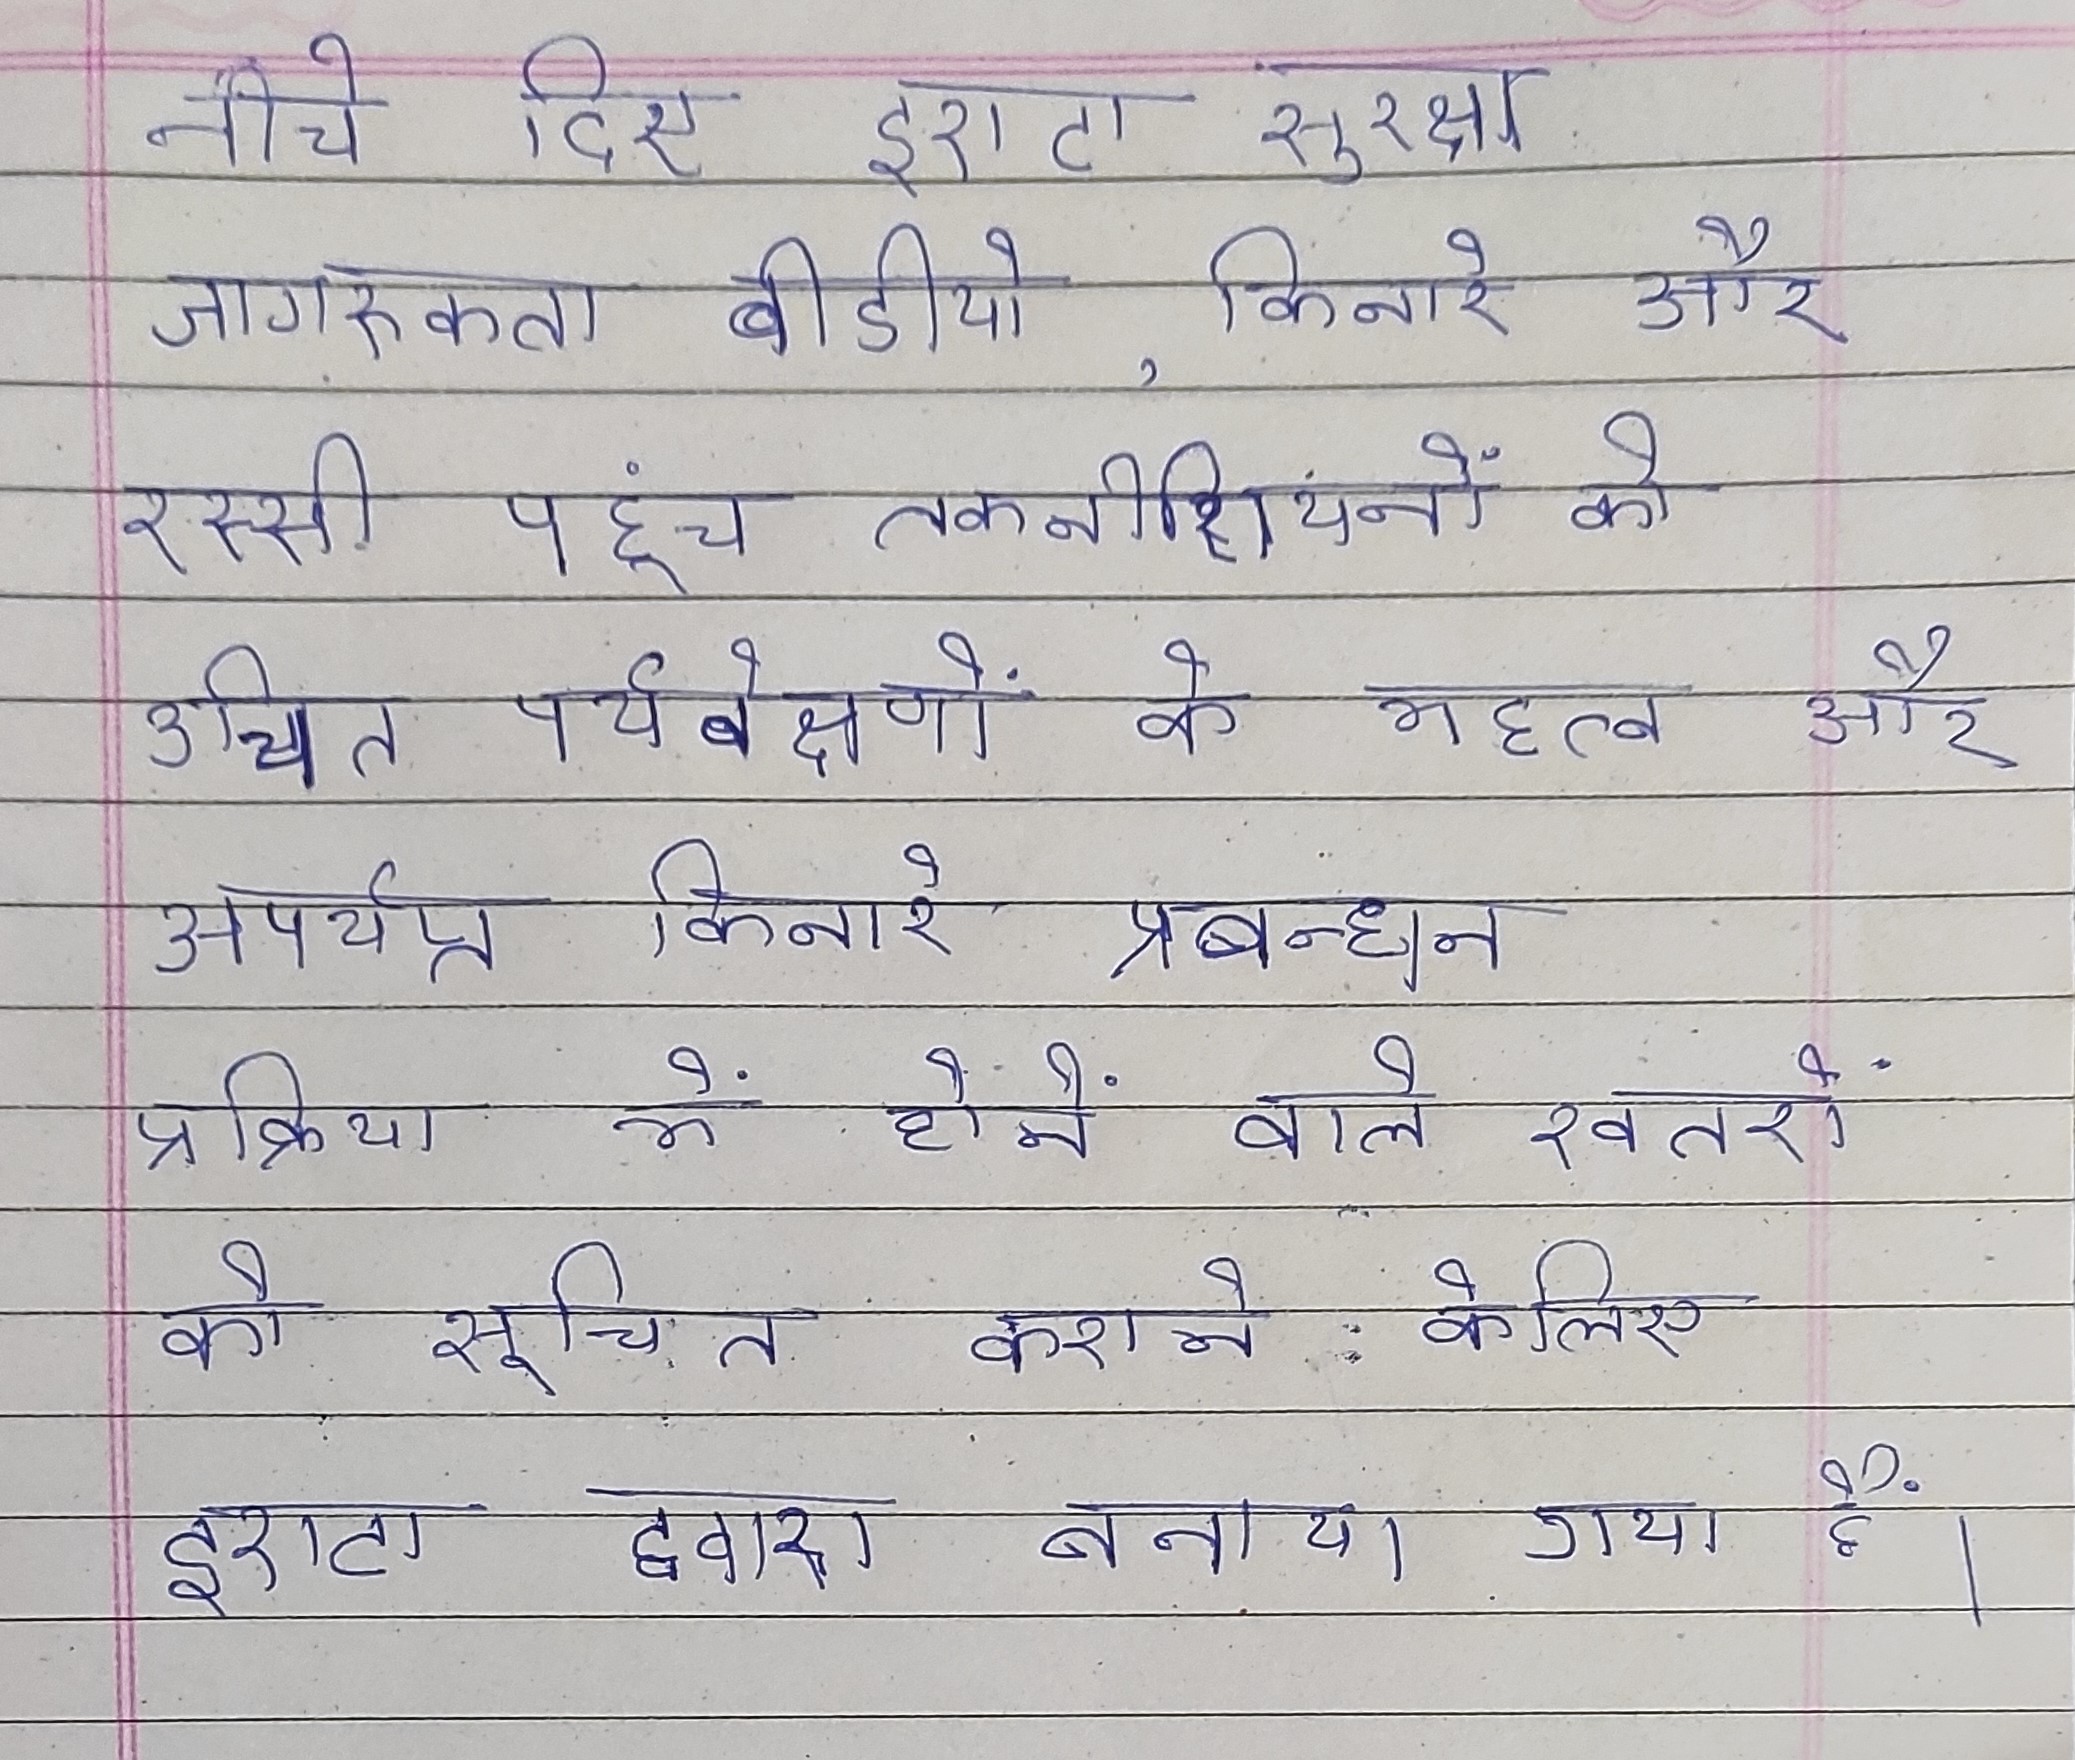 नीचे दिए इराटा सुरक्षा
जागरुकता बीडीयो, किनारे और
रस्सी पहूंच तकनीशियनों को
उचित पर्यवेक्षणों के महत्व और
अपर्यप्त किनारे प्रबन्धन
प्रक्रिया में होनें वाले खतरों
को सूचित कराने केलिए
इराटा द्वारा बनाया गया हैं।